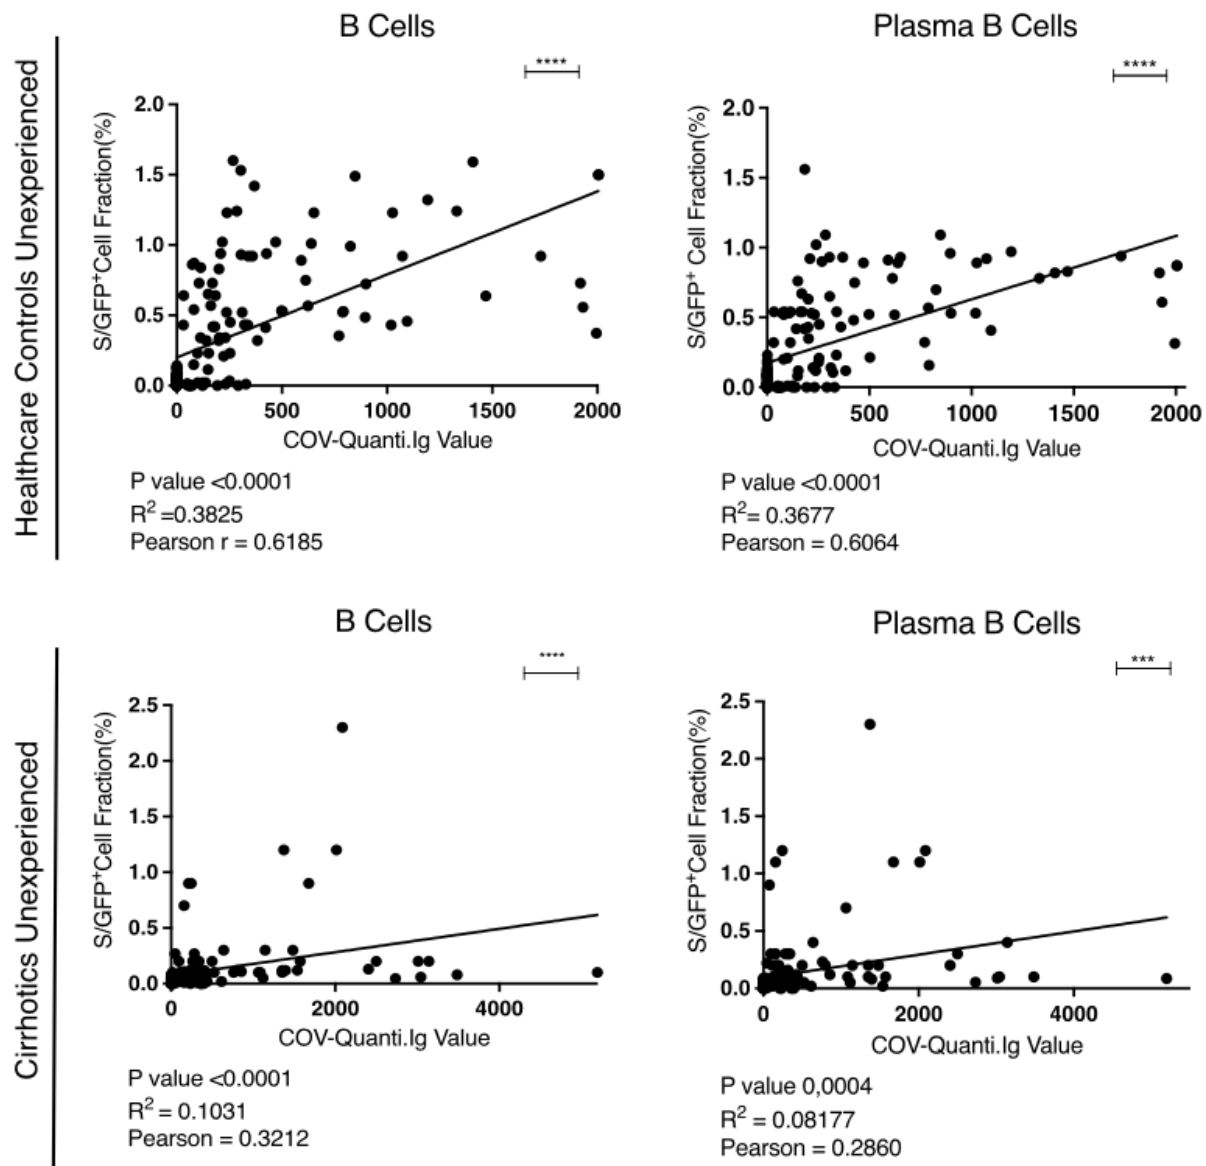 Healthcare Controls Unexperienced
B Cells
****
S/GFP+Cell Fraction(%)
2.0
1.5
1.0
0.5
0.0
0 500 1000 1500 2000
COV-Quanti.Ig Value
P value <0.0001
R2 =0.3825
Pearson r = 0.6185
Plasma B Cells
****
S/GFP+ Cell Fraction(%)
2.0
1.5
1.0
0.5
0.0
0 500 1000 1500 2000
COV-Quanti.Ig Value
P value <0.0001
R2= 0.3677
Pearson = 0.6064
Cirrhotics Unexperienced
B Cells
****
S/GFP+Cell Fraction(%)
2.5
2.0
1.5
1.0
0.5
0.0
0 2000 4000
COV-Quanti.Ig Value
P value <0.0001
R2 = 0.1031
Pearson = 0.3212
Plasma B Cells
***
S/GFP+Cell Fraction(%)
2.5
2.0
1.5
1.0
0.5
0.0
0 2000 4000
COV-Quanti.Ig Value
P value 0,0004
R2 = 0.08177
Pearson = 0.2860